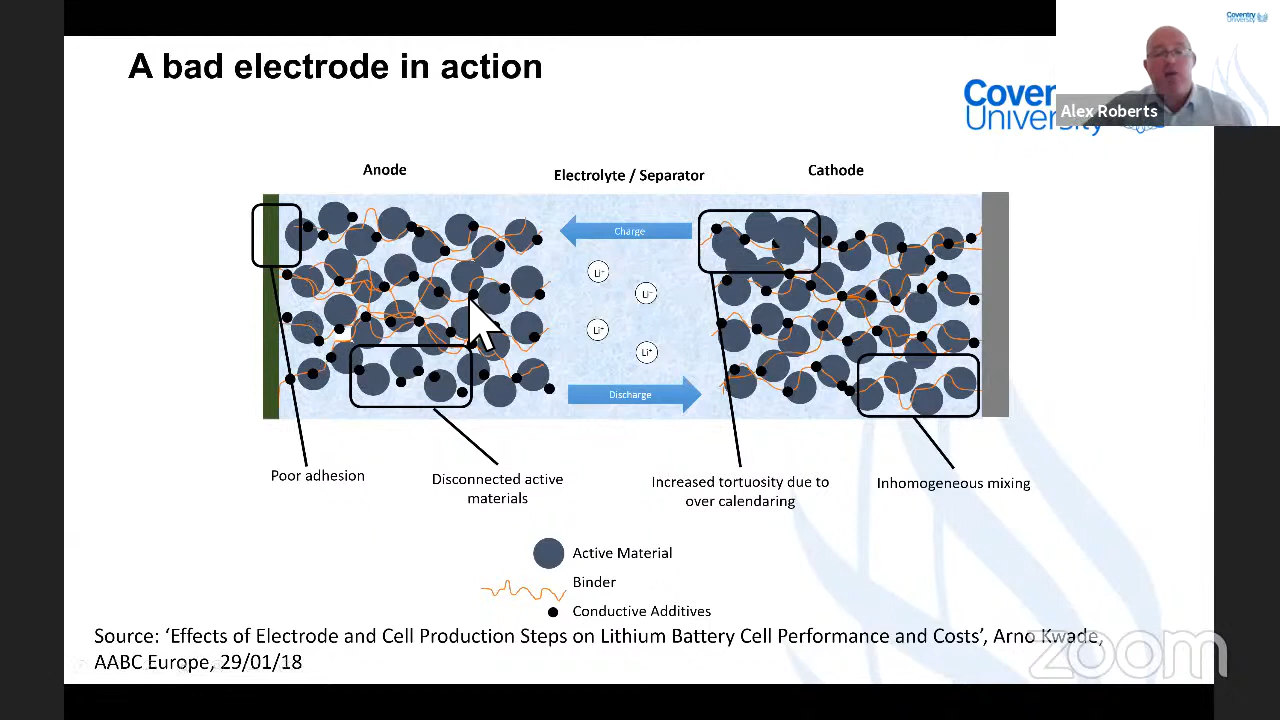 Coventry
University
A bad electrode in action
Cover
University
Alex Roberts
Anode
Electrolyte / Separator
Cathode
Charge
Li⁺
Li⁺
Li⁺
Li⁺
Discharge
Poor adhesion
Disconnected active
materials
Increased tortuosity due to
over calendaring
Inhomogeneous mixing
Active Material
Binder
Conductive Additives
Source: ‘Effects of Electrode and Cell Production Steps on Lithium Battery Cell Performance and Costs’, Arno Kwade,
AABC Europe, 29/01/18
zoom